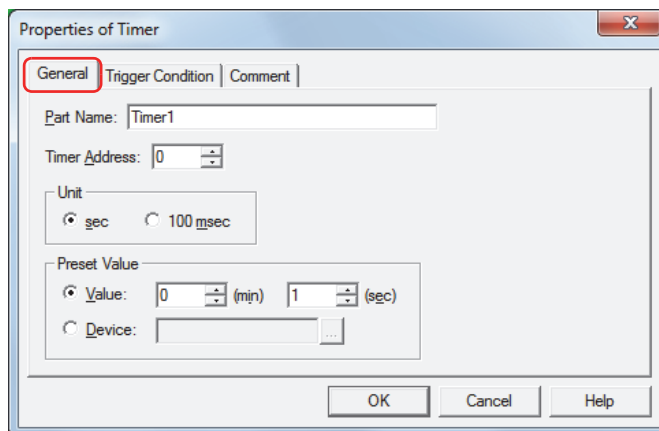 Properties of Timer
General Trigger Condition Comment
Part Name: Timer1
Timer Address: 0
Unit
sec 100 msec
Preset Value
Value: 0 (min) 1 (sec)
Device: ...
OK Cancel Help